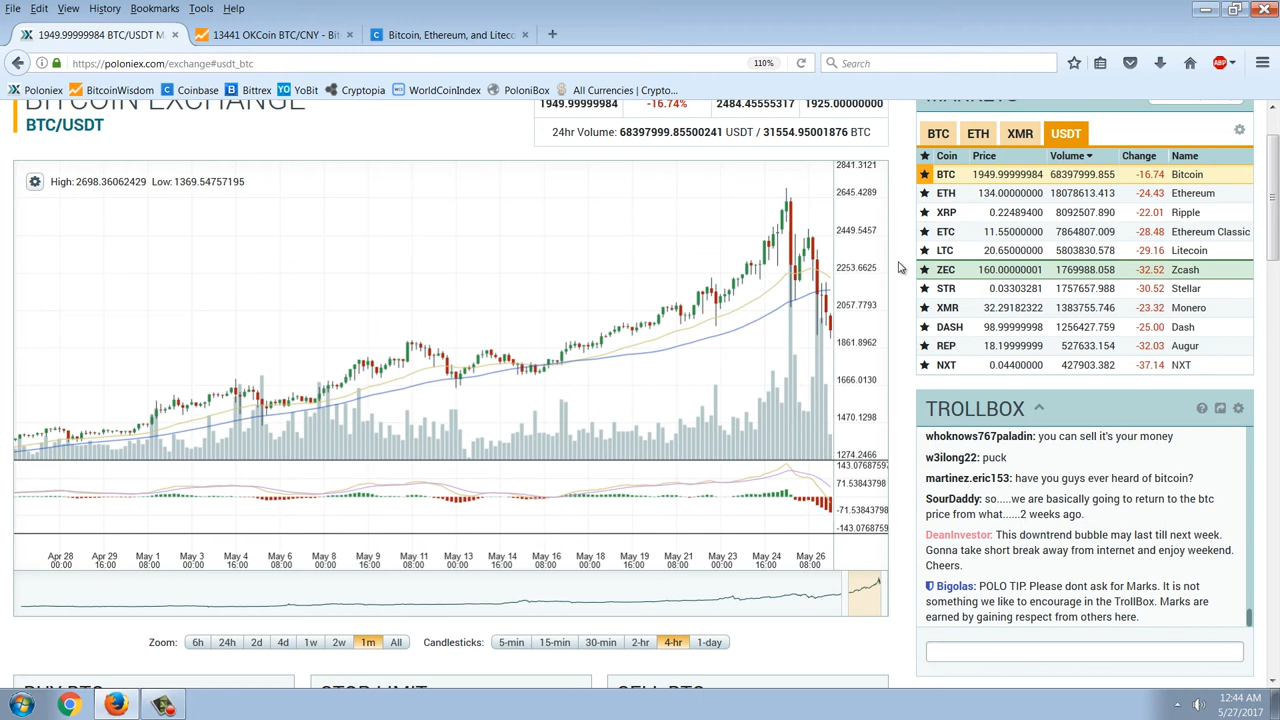 File Edit View History Bookmarks Tools Help
1949.99999984 BTC/USDT M
13441 OKCoin BTC/CNY - Bit
Bitcoin, Ethereum, and Liteco
https://poloniex.com/exchange#usdt_btc
110%
Search
ABP
Poloniex BitcoinWisdom Coinbase Bittrex YoBit Cryptopia WorldCoinIndex PoloniBox All Currencies | Crypto...
BITCOIN EXCHANGE
BTC/USDT
1949.99999984 -16.74% 2484.45555317 1925.00000000
24hr Volume: 68397999.85500241 USDT / 31554.95001876 BTC
High: 2698.36062429 Low: 1369.54757195
2841.3121
2645.4289
2449.5457
2253.6625
2057.7793
1861.8962
1666.0130
1470.1298
1274.2466
143.0768759
71.53843798
-71.53843798
-143.0768759
Apr 28 Apr 29 May 1 May 3 May 4 May 6 May 8 May 9 May 11 May 13 May 14 May 16 May 18 May 19 May 21 May 23 May 24 May 26
00:00 16:00 08:00 00:00 16:00 08:00 00:00 16:00 08:00 00:00 16:00 08:00 00:00 16:00 08:00 00:00 16:00 08:00
Zoom: 6h 24h 2d 4d 1w 2w 1m All Candlesticks: 5-min 15-min 30-min 2-hr 4-hr 1-day
BUY BTC STOP-LIMIT SELL BTC
MARKETS
BTC ETH XMR USDT
Coin Price Volume Change Name
BTC 1949.99999984 68397999.855 -16.74 Bitcoin
ETH 134.00000000 18078613.413 -24.43 Ethereum
XRP 0.22489400 8092507.890 -22.01 Ripple
ETC 11.55000000 7864807.009 -28.48 Ethereum Classic
LTC 20.65000000 5803830.578 -29.16 Litecoin
ZEC 160.00000001 1769988.058 -32.52 Zcash
STR 0.03303281 1757657.988 -30.52 Stellar
XMR 32.29182322 1383755.746 -23.32 Monero
DASH 98.99999998 1256427.759 -25.00 Dash
REP 18.19999999 527633.154 -32.03 Augur
NXT 0.04400000 427903.382 -37.14 NXT
TROLLBOX
whoknows767paladin: you can sell it's your money
w3ilong22: puck
martinez.eric153: have you guys ever heard of bitcoin?
SourDaddy: so.....we are basically going to return to the btc
price from what......2 weeks ago.
DeanInvestor: This downtrend bubble may last till next week.
Gonna take short break away from internet and enjoy weekend.
Cheers.
Bigolas: POLO TIP. Please dont ask for Marks. It is not
something we like to encourage in the TrollBox. Marks are
earned by gaining respect from others here.
12:44 AM
5/27/2017